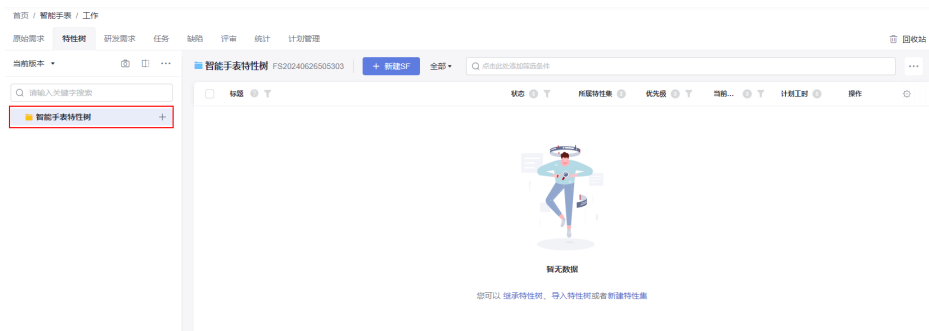 首页 / 智能手表 / 工作
原始需求 特性树 研发需求 任务 缺陷 评审 统计 计划管理 回收站
当前版本
智能手表特性树 FS20240626505303 + 新建SF 全部 点击此处添加筛选条件
请输入关键字搜索
标题 状态 所属特性集 优先级 当前... 计划工时 操作
智能手表特性树
暂无数据
您可以 继承特性树、导入特性树或者新建特性集